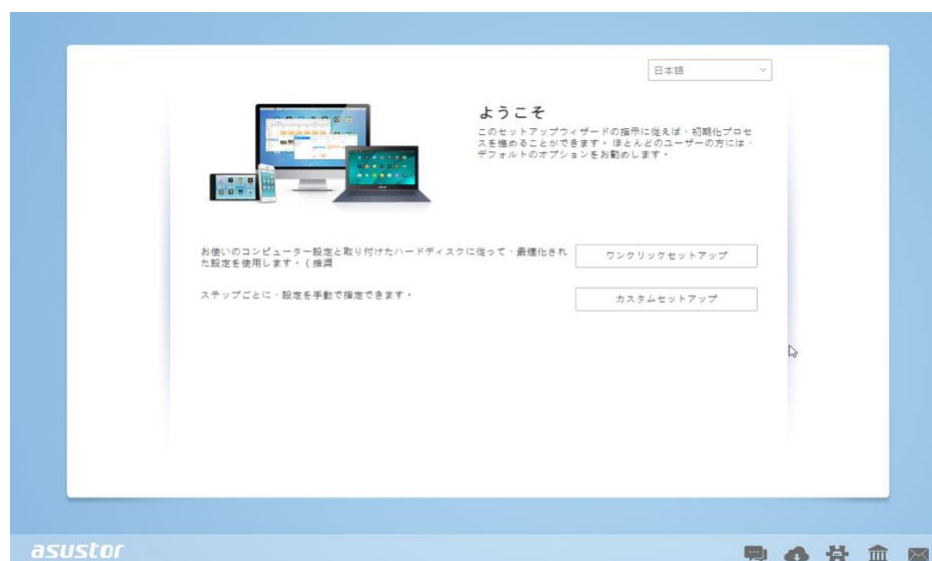 日本語
ようこそ
このセットアップウィザードの指示に従えば、初期化プロセ
スを進めることができます。ほとんどのユーザーの方には、
デフォルトのオプションをお勧めします。
お使いのコンピューター設定と取り付けたハードディスクに従って、最適化され
た設定を使用します。(推奨
ワンクリックセットアップ
ステップごとに、設定を手動で指定できます。
カスタムセットアップ
asustor